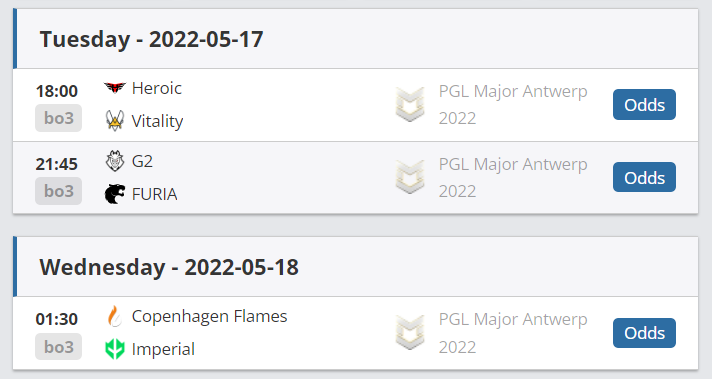 Tuesday - 2022-05-17
18:00
bo3
Heroic
Vitality
PGL Major Antwerp
2022
Odds
21:45
bo3
G2
FURIA
PGL Major Antwerp
2022
Odds
Wednesday - 2022-05-18
01:30
bo3
Copenhagen Flames
Imperial
PGL Major Antwerp
2022
Odds